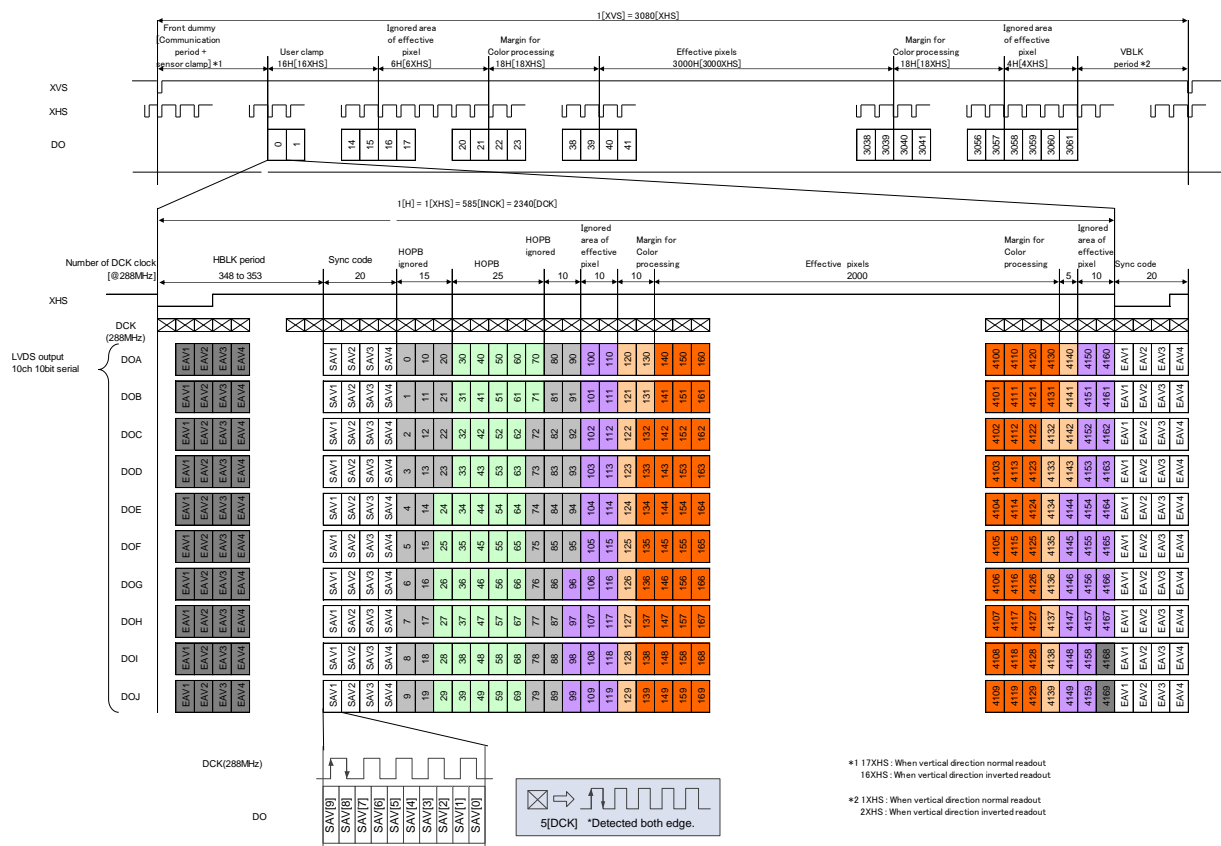 1[XVS] = 3080[XHS]
Front dummy
[Communication
period +
sensor clamp] *1
User clamp
16H[16XHS]
Ignored area
of effective
pixel
6H[6XHS]
Margin for
Color processing
18H[18XHS]
Effective pixels
3000H[3000XHS]
Margin for
Color processing
18H[18XHS]
Ignored area
of effective
pixel
4H[4XHS]
VBLK
period *2
XVS
XHS
DO
0 1 14 15 16 17 20 21 22 23 38 39 40 41 3038 3039 3040 3041 3056 3057 3058 3059 3060 3061
1[H] = 1[XHS] = 585[INCK] = 2340[DCK]
Number of DCK clock
[@288MHz]
HBLK period
348 to 353
Sync code
20
HOPB
ignored
15
HOPB
25
HOPB
ignored
10
Ignored
area of
effective
pixel
10
Margin for
Color
processing
10
Effective pixels
2000
Margin for
Color
processing
5
Ignored
area of
effective
pixel
10
Sync code
20
XHS
DCK
(288MHz)
LVDS output
10ch 10bit serial
DOA EAV1 EAV2 EAV3 EAV4 SAV1 SAV2 SAV3 SAV4 0 10 20 30 40 50 60 70 80 90 100 110 120 130 140 150 160 4100 4110 4120 4130 4140 4150 4160 EAV1 EAV2 EAV3 EAV4
DOB EAV1 EAV2 EAV3 EAV4 SAV1 SAV2 SAV3 SAV4 1 11 21 31 41 51 61 71 81 91 101 111 121 131 141 151 161 4101 4111 4121 4131 4141 4151 4161 EAV1 EAV2 EAV3 EAV4
DOC EAV1 EAV2 EAV3 EAV4 SAV1 SAV2 SAV3 SAV4 2 12 22 32 42 52 62 72 82 92 102 112 122 132 142 152 162 4102 4112 4122 4132 4142 4152 4162 EAV1 EAV2 EAV3 EAV4
DOD EAV1 EAV2 EAV3 EAV4 SAV1 SAV2 SAV3 SAV4 3 13 23 33 43 53 63 73 83 93 103 113 123 133 143 153 163 4103 4113 4123 4133 4143 4153 4163 EAV1 EAV2 EAV3 EAV4
DOE EAV1 EAV2 EAV3 EAV4 SAV1 SAV2 SAV3 SAV4 4 14 24 34 44 54 64 74 84 94 104 114 124 134 144 154 164 4104 4114 4124 4134 4144 4154 4164 EAV1 EAV2 EAV3 EAV4
DOF EAV1 EAV2 EAV3 EAV4 SAV1 SAV2 SAV3 SAV4 5 15 25 35 45 55 65 75 85 95 105 115 125 135 145 155 165 4105 4115 4125 4135 4145 4155 4165 EAV1 EAV2 EAV3 EAV4
DOG EAV1 EAV2 EAV3 EAV4 SAV1 SAV2 SAV3 SAV4 6 16 26 36 46 56 66 76 86 96 106 116 126 136 146 156 166 4106 4116 4126 4136 4146 4156 4166 EAV1 EAV2 EAV3 EAV4
DOH EAV1 EAV2 EAV3 EAV4 SAV1 SAV2 SAV3 SAV4 7 17 27 37 47 57 67 77 87 97 107 117 127 137 147 157 167 4107 4117 4127 4137 4147 4157 4167 EAV1 EAV2 EAV3 EAV4
DOI EAV1 EAV2 EAV3 EAV4 SAV1 SAV2 SAV3 SAV4 8 18 28 38 48 58 68 78 88 98 108 118 128 138 148 158 168 4108 4118 4128 4138 4148 4158 4168 EAV1 EAV2 EAV3 EAV4
DOJ EAV1 EAV2 EAV3 EAV4 SAV1 SAV2 SAV3 SAV4 9 19 29 39 49 59 69 79 89 99 109 119 129 139 149 159 169 4109 4119 4129 4139 4149 4159 4169 EAV1 EAV2 EAV3 EAV4
DCK(288MHz)
DO
SAV[9] SAV[8] SAV[7] SAV[6] SAV[5] SAV[4] SAV[3] SAV[2] SAV[1] SAV[0]
5[DCK] *Detected both edge.
*1 17XHS : When vertical direction normal readout
16XHS : When vertical direction inverted readout
*2 1XHS : When vertical direction normal readout
2XHS : When vertical direction inverted readout